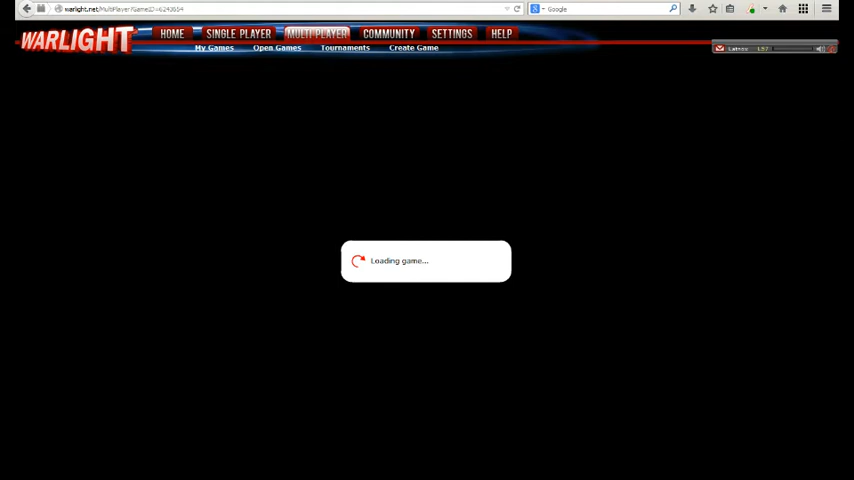 warlight.net/MultiPlayer?GameID=6243654
Google
WARLIGHT
HOME SINGLE PLAYER MULTI PLAYER COMMUNITY SETTINGS HELP
My Games Open Games Tournaments Create Game
L57
Loading game...